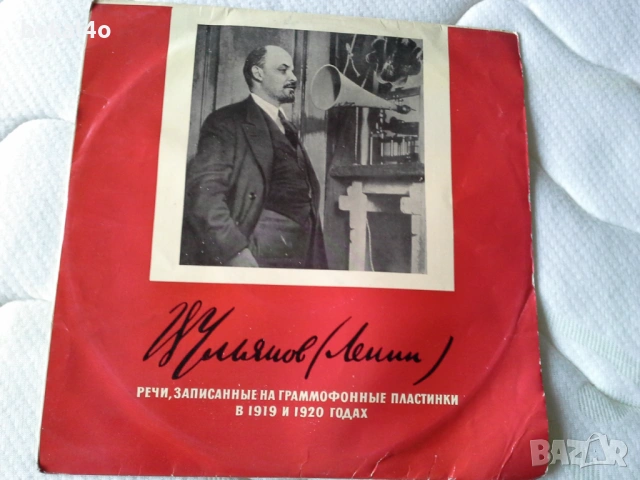 В Ульянов (Ленин)
РЕЧИ, ЗАПИСАННЫЕ НА ГРАММОФОННЫЕ ПЛАСТИНКИ
В 1919 И 1920 ГОДАХ
BAZAR